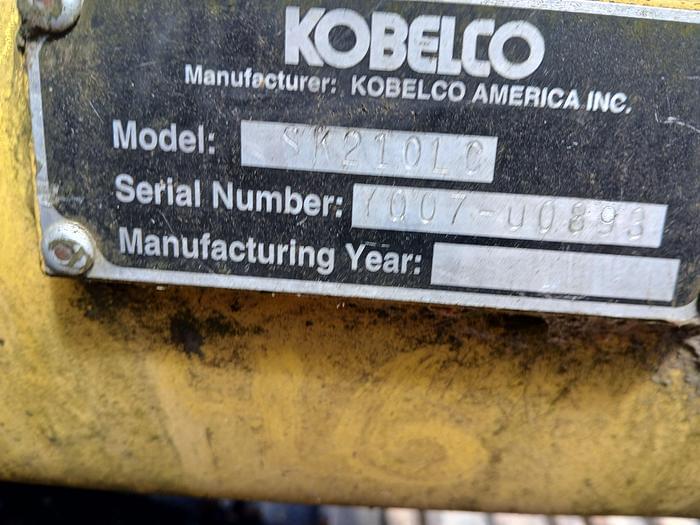 KOBELCO
Manufacturer: KOBELCO AMERICA INC.
Model: SK210LC
Serial Number: YQ07-U0893
Manufacturing Year: